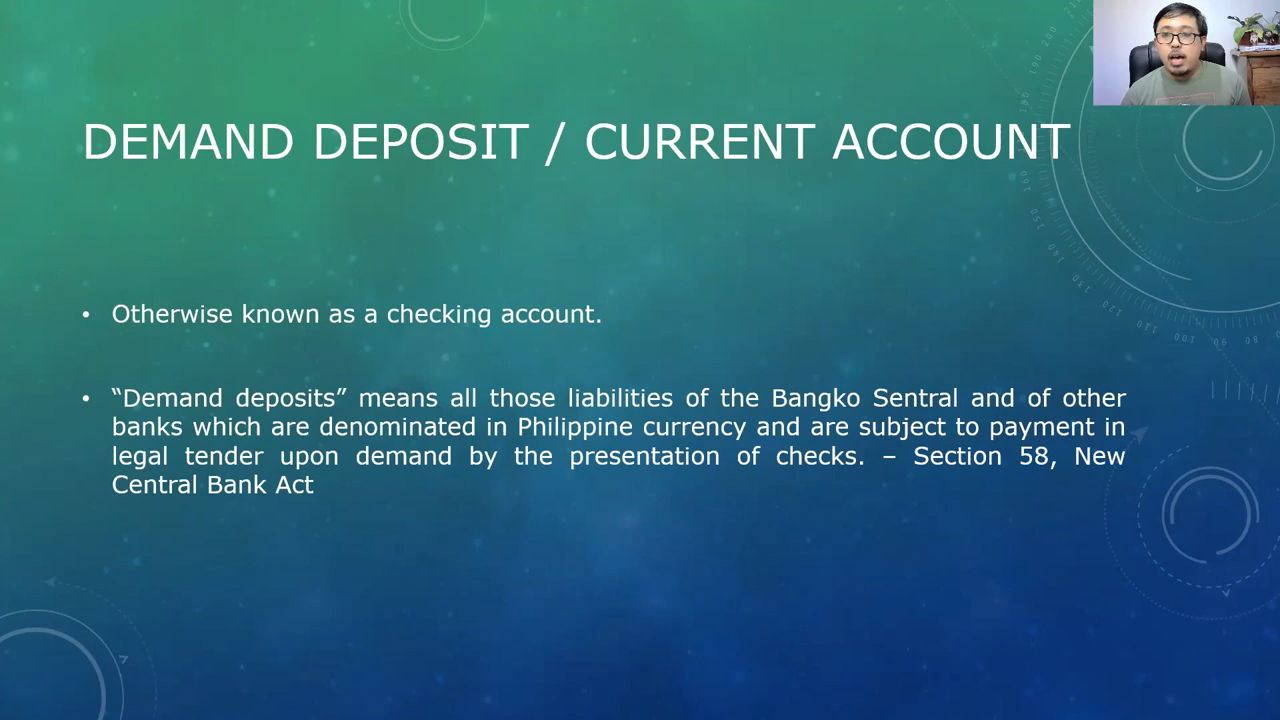 DEMAND DEPOSIT / CURRENT ACCOUNT
• Otherwise known as a checking account.
• “Demand deposits” means all those liabilities of the Bangko Sentral and of other
banks which are denominated in Philippine currency and are subject to payment in
legal tender upon demand by the presentation of checks. – Section 58, New
Central Bank Act